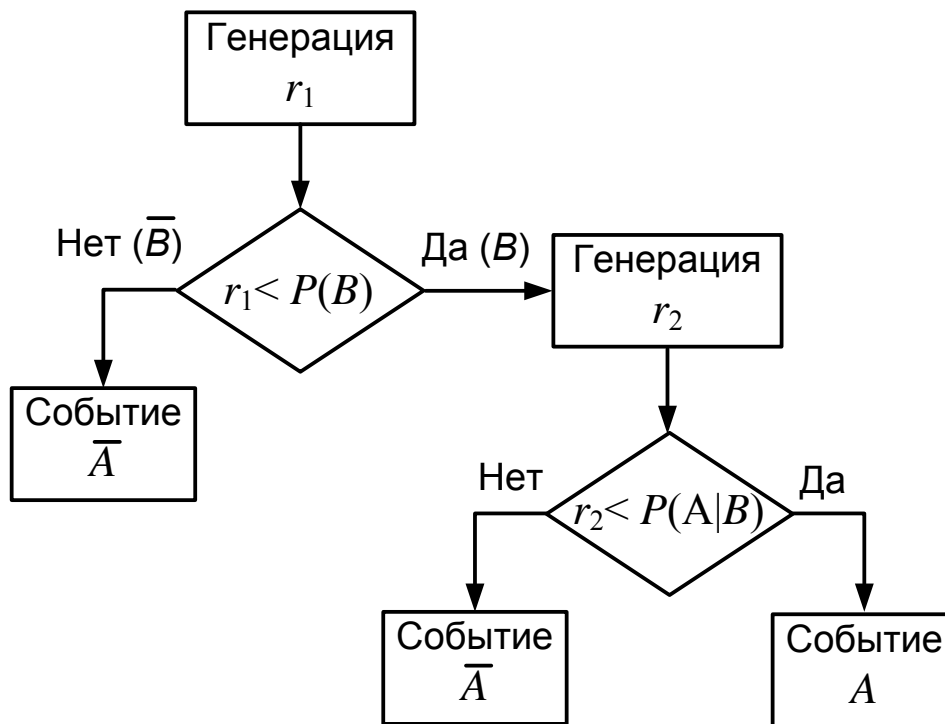 Генерация
r₁
Нет (B̅)
Да (B)
r₁< P(B)
Генерация
r₂
Событие
A̅
Нет
Да
r₂< P(A|B)
Событие
A̅
Событие
A